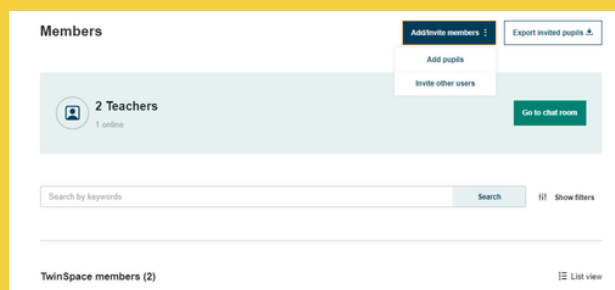 Members
Add/Invite members
Export invited pupils
Add pupils
Invite other users
2 Teachers
1 online
Go to chat room
Search by keywords
Search
Show filters
TwinSpace members (2)
List view